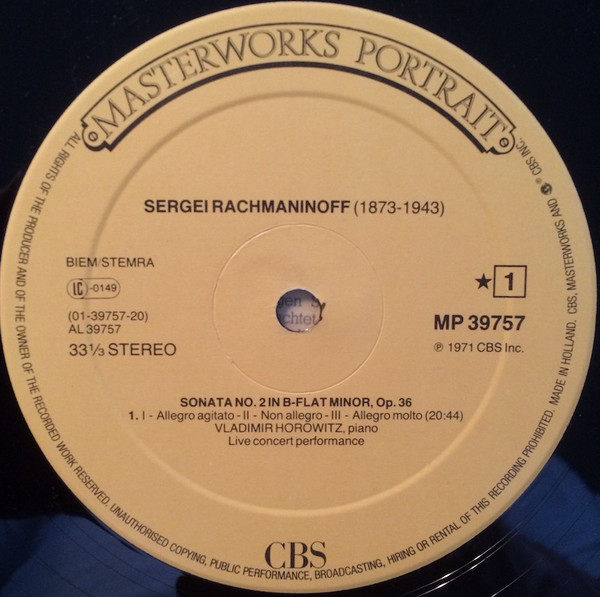 MASTERWORKS PORTRAIT
SERGEI RACHMANINOFF (1873-1943)
BIEM/STEMRA
LC-0149
(01-39757-20)
AL 39757
33⅓ STEREO
★ 1
MP 39757
℗ 1971 CBS Inc.
SONATA NO. 2 IN B-FLAT MINOR, Op. 36
1. I - Allegro agitato - II - Non allegro - III - Allegro molto (20:44)
VLADIMIR HOROWITZ, piano
Live concert performance
CBS
ALL RIGHTS OF THE PRODUCER AND OF THE OWNER OF THE RECORDED WORK RESERVED. UNAUTHORISED COPYING, PUBLIC PERFORMANCE, BROADCASTING, HIRING OR RENTAL OF THIS RECORDING PROHIBITED. MADE IN HOLLAND. CBS, MASTERWORKS AND ARE TRADEMARKS OF CBS INC.